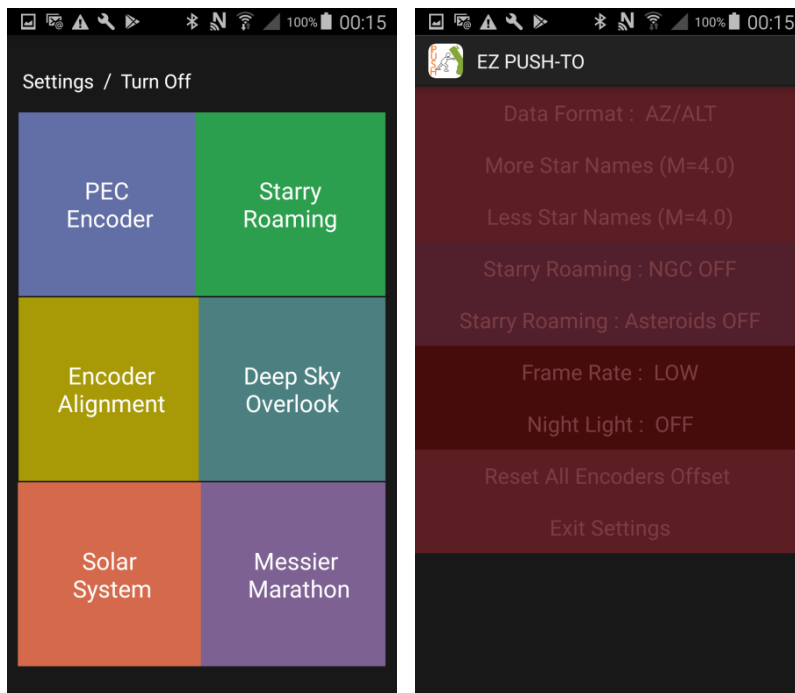 100% 00:15
Settings / Turn Off
PEC
Encoder
Starry
Roaming
Encoder
Alignment
Deep Sky
Overlook
Solar
System
Messier
Marathon
100% 00:15
PUSH
EZ PUSH-TO
Data Format : AZ/ALT
More Star Names (M=4.0)
Less Star Names (M=4.0)
Starry Roaming : NGC OFF
Starry Roaming : Asteroids OFF
Frame Rate : LOW
Night Light : OFF
Reset All Encoders Offset
Exit Settings